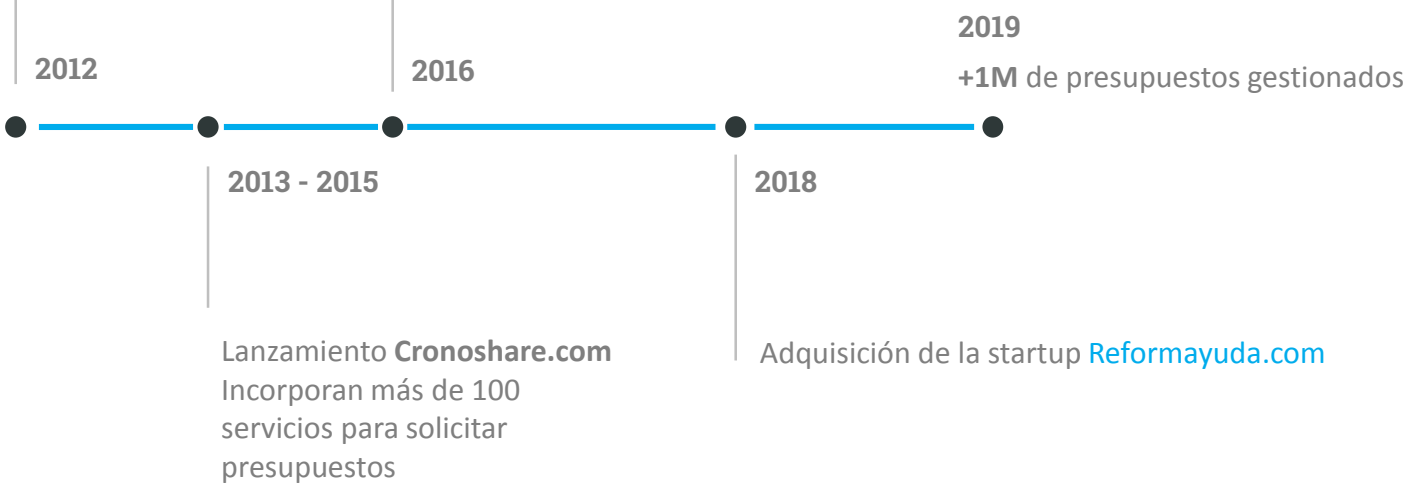 2012
2016
2019
+1M de presupuestos gestionados
2013 - 2015
Lanzamiento Cronoshare.com
Incorporan más de 100
servicios para solicitar
presupuestos
2018
Adquisición de la startup Reformayuda.com